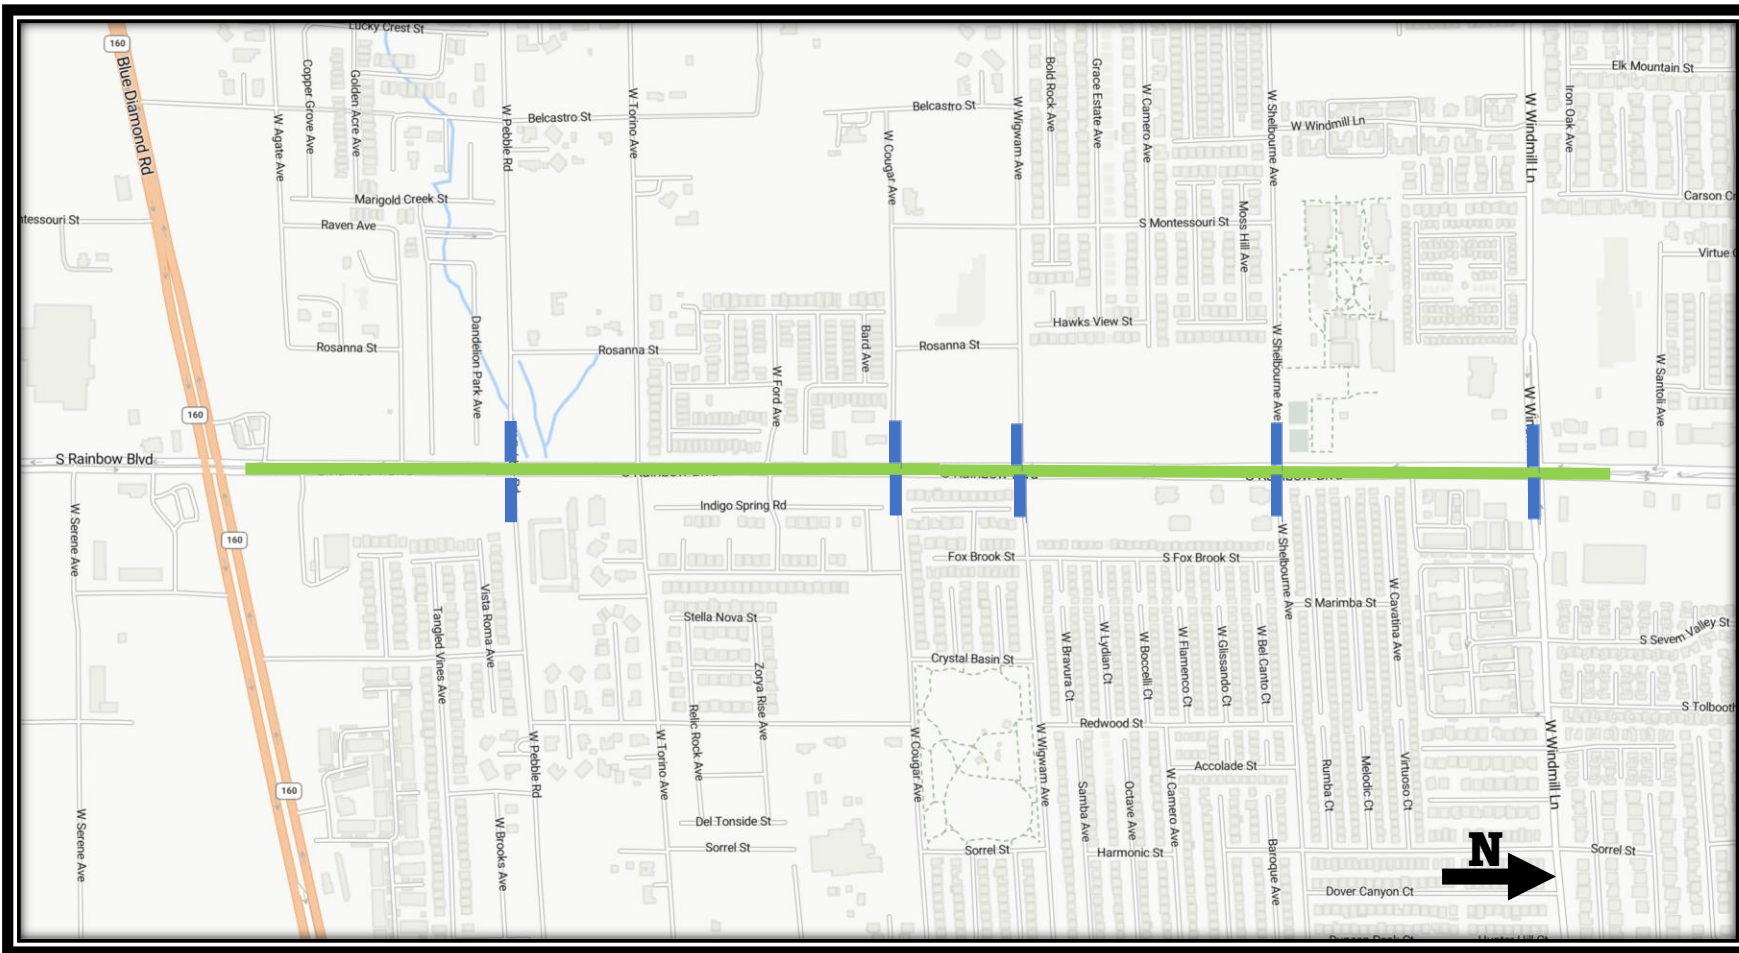 Lucky Crest St
160
Blue Diamond Rd
Copper Grove Ave
Golden Acre Ave
W Agate Ave
Belcastro St
W Pebble Rd
W Torino Ave
Marigold Creek St
Raven Ave
Rosanna St
Dandelion Park Ave
Rosanna St
W Ford Ave
Bard Ave
W Cougar Ave
Belcastro St
W Wigwam Ave
Bold Rock Ave
Grace Estate Ave
W Camero Ave
W Shelbourne Ave
W Windmill Ln
W Windmill Ln
Iron Oak Ave
Elk Mountain St
Carson
S Montessouri St
Moss Hill Ave
Virtue
Hawks View St
Rosanna St
W Shelbourne Ave
W Santoli Ave
160
S Rainbow Blvd
W Serene Ave
160
Indigo Spring Rd
Fox Brook St
S Fox Brook St
W Shelbourne Ave
S Marimba St
W Cavatina Ave
Vista Roma Ave
Tangled Vines Ave
Stella Nova St
Zorya Rise Ave
Relic Rock Ave
Crystal Basin St
W Bravura Ct
W Lydian Ct
W Boccelli Ct
W Flamenco Ct
W Glissando Ct
W Bel Canto Ct
Redwood St
S Severn Valley St
W Pebble Rd
W Torino Ave
W Cougar Ave
W Wigwam Ave
Accolade St
W Windmill Ln
160
W Serene Ave
W Brooks Ave
Del Tonside St
Sorrel St
Sorrel St
Samba Ave
Octave Ave
W Camero Ave
Harmonic St
Baroque Ave
Rumba Ct
Melodic Ct
Virtuoso Ct
Dover Canyon Ct
N
Sorrel St